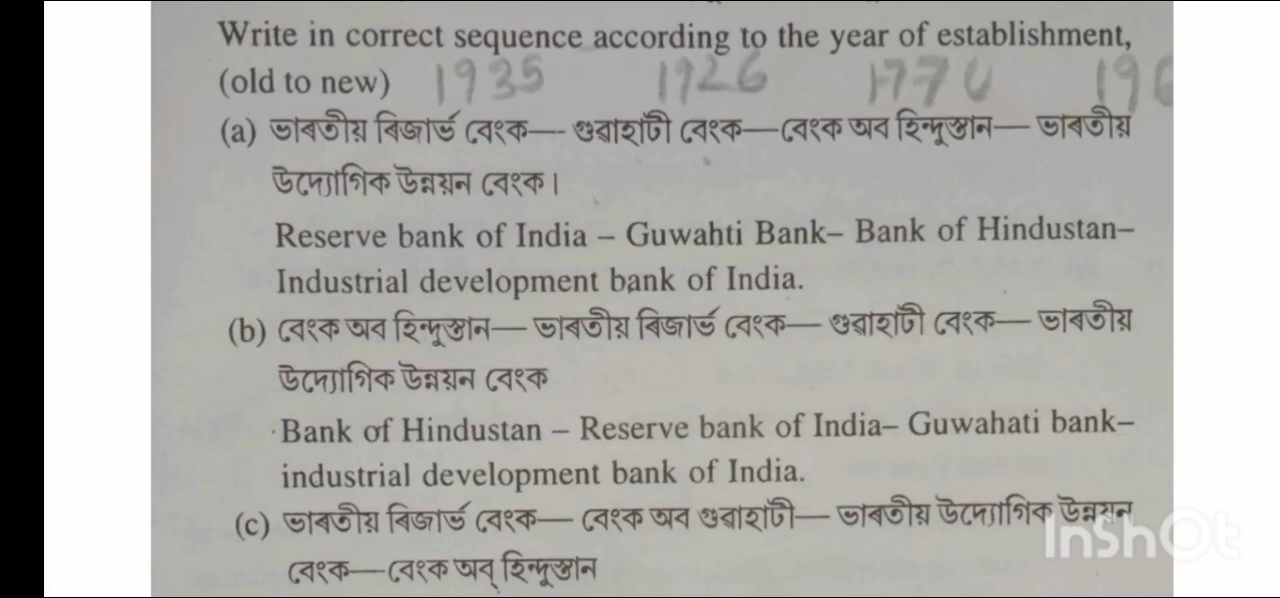 Write in correct sequence according to the year of establishment,
(old to new) 1935 1926 1770
(a) ভাৰতীয় ৰিজাৰ্ভ বেংক— গুৱাহাটী বেংক—বেংক অব হিন্দুস্তান— ভাৰতীয়
উদ্যোগিক উন্নয়ন বেংক।
Reserve bank of India – Guwahti Bank– Bank of Hindustan–
Industrial development bank of India.
(b) বেংক অব হিন্দুস্তান— ভাৰতীয় ৰিজাৰ্ভ বেংক— গুৱাহাটী বেংক— ভাৰতীয়
উদ্যোগিক উন্নয়ন বেংক
Bank of Hindustan – Reserve bank of India– Guwahati bank–
industrial development bank of India.
(c) ভাৰতীয় ৰিজাৰ্ভ বেংক— বেংক অব গুৱাহাটী— ভাৰতীয় উদ্যোগিক উন্নয়ন
বেংক—বেংক অব্ হিন্দুস্তান
InShOt